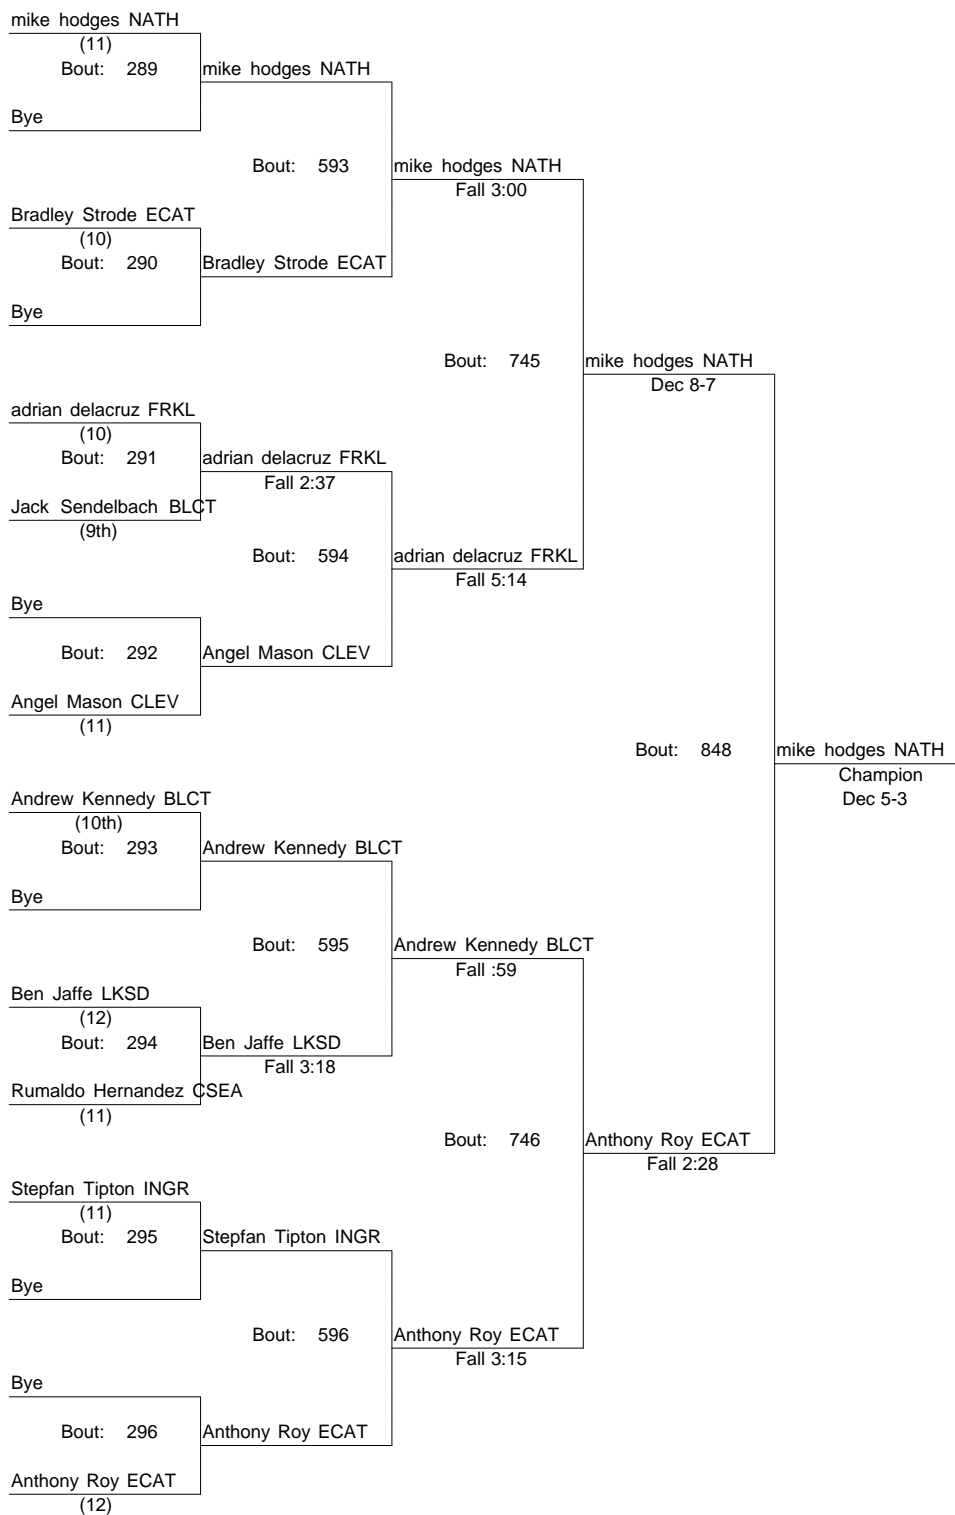 mike hodges NATH
(11)
Bout: 289
mike hodges NATH
Bye
Bout: 593
mike hodges NATH
Fall 3:00
Bradley Strode ECAT
(10)
Bout: 290
Bradley Strode ECAT
Bye
Bout: 745
mike hodges NATH
Dec 8-7
adrian delacruz FRKL
(10)
Bout: 291
adrian delacruz FRKL
Fall 2:37
Jack Sendelbach BLCT
(9th)
Bout: 594
adrian delacruz FRKL
Fall 5:14
Bye
Bout: 292
Angel Mason CLEV
Angel Mason CLEV
(11)
Bout: 848
mike hodges NATH
Champion
Dec 5-3
Andrew Kennedy BLCT
(10th)
Bout: 293
Andrew Kennedy BLCT
Bye
Bout: 595
Andrew Kennedy BLCT
Fall :59
Ben Jaffe LKSD
(12)
Bout: 294
Ben Jaffe LKSD
Fall 3:18
Rumaldo Hernandez CSEA
(11)
Bout: 746
Anthony Roy ECAT
Fall 2:28
Stepfan Tipton INGR
(11)
Bout: 295
Stepfan Tipton INGR
Bye
Bout: 596
Anthony Roy ECAT
Fall 3:15
Bye
Bout: 296
Anthony Roy ECAT
Anthony Roy ECAT
(12)